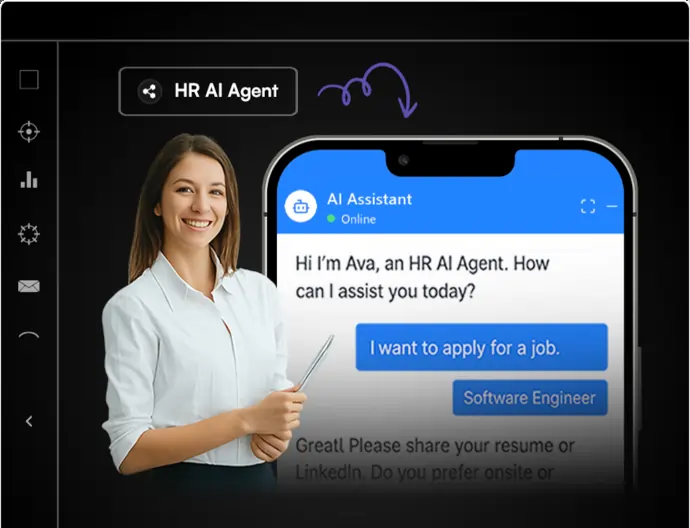 HR AI Agent
AI Assistant
Online
Hi I'm Ava, an HR AI Agent. How
can I assist you today?
I want to apply for a job.
Software Engineer
Great! Please share your resume or
LinkedIn. Do you prefer onsite or